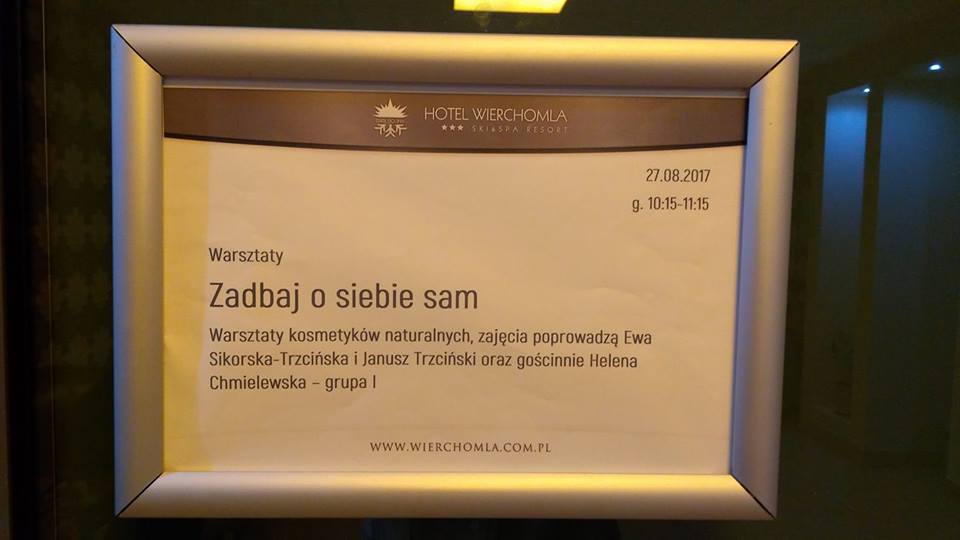 HOTEL WIERCHOMLA
*** SKI&SPA RESORT
27.08.2017
g. 10:15-11:15
Warsztaty
Zadbaj o siebie sam
Warsztaty kosmetyków naturalnych, zajęcia poprowadzą Ewa
Sikorska-Trzcińska i Janusz Trzciński oraz gościnnie Helena
Chmielewska – grupa I
WWW.WIERCHOMLA.COM.PL